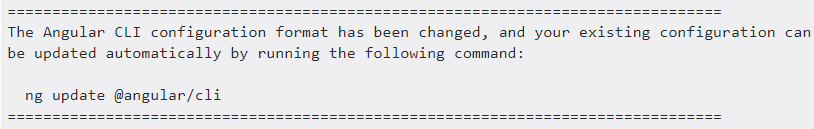 ================================================================================
The Angular CLI configuration format has been changed, and your existing configuration can
be updated automatically by running the following command:
ng update @angular/cli
================================================================================